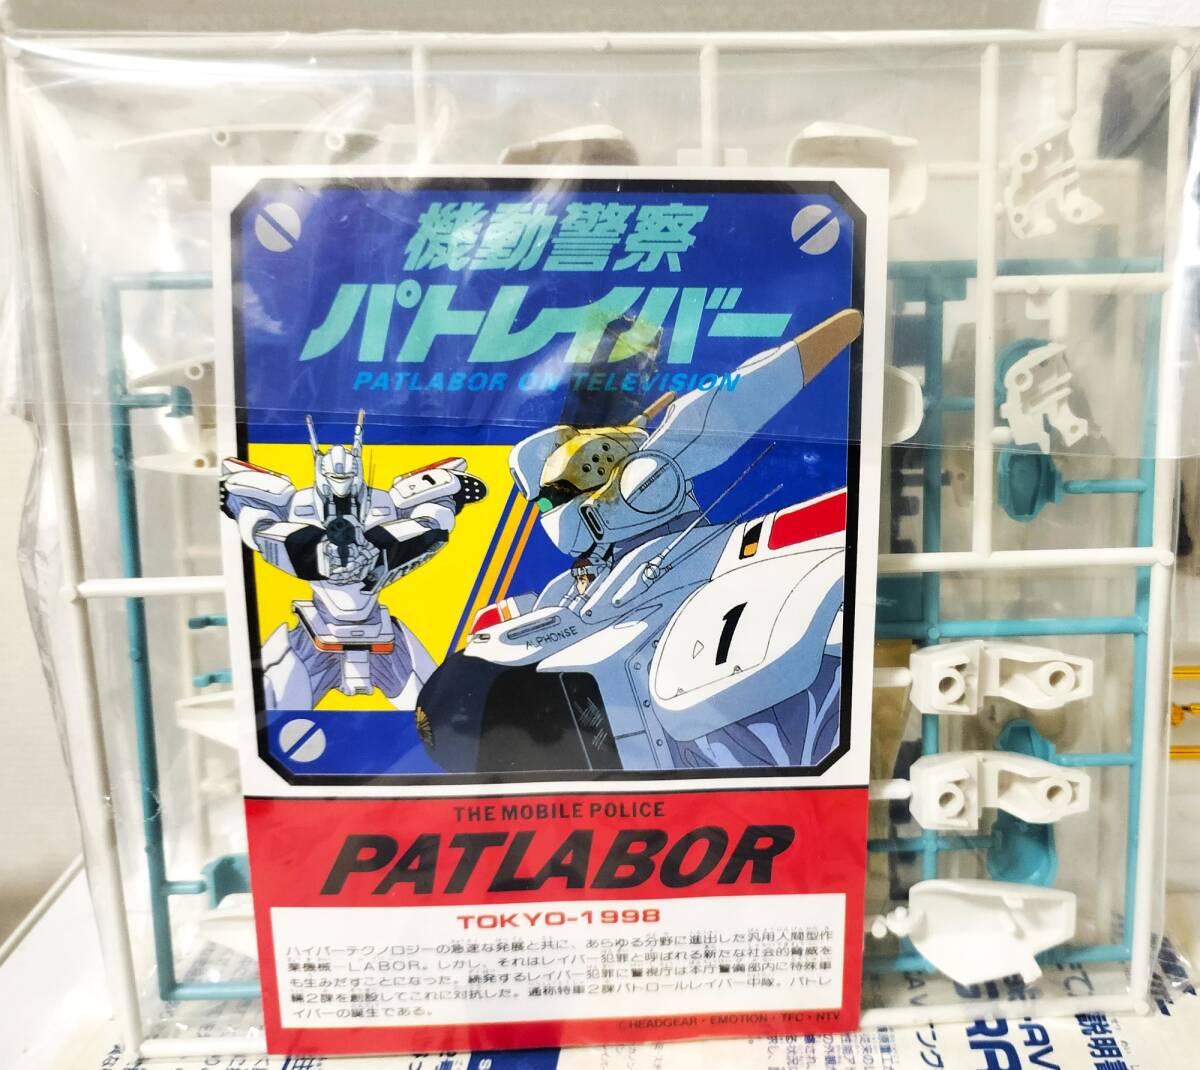 機動警察
パトレイバー
PATLABOR ON TELEVISION
1
1
ALPHONSE
THE MOBILE POLICE
PATLABOR
TOKYO-1998
ハイパーテクノロジーの急速な発展と共に、あらゆる分野に進出した汎用人間型作
業機械－LABOR。しかし、それはレイバー犯罪と呼ばれる新たな社会的脅威を
も生みだすことになった。続発するレイバー犯罪に警視庁は本庁警備部内に特殊車
輛2課を創設してこれに対抗した。通称特車2課パトロールレイバー中隊。パトレ
イバーの誕生である。
©HEADGEAR・EMOTION・TFC・NTV
説明書